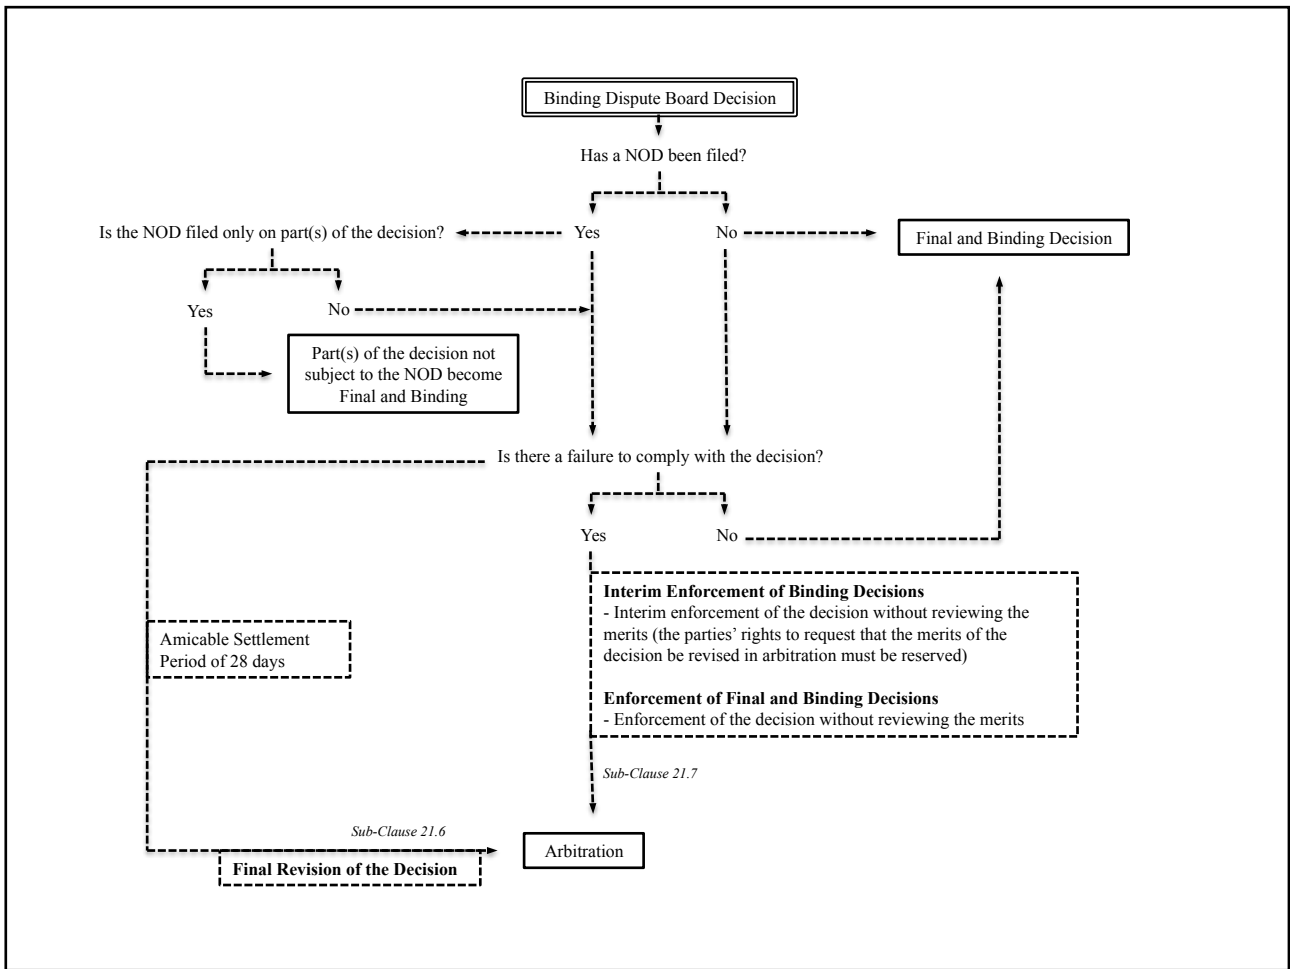 Binding Dispute Board Decision
Has a NOD been filed?
Is the NOD filed only on part(s) of the decision?
Yes
No
Final and Binding Decision
Yes
No
Part(s) of the decision not
subject to the NOD become
Final and Binding
Is there a failure to comply with the decision?
Yes
No
Interim Enforcement of Binding Decisions
- Interim enforcement of the decision without reviewing the
merits (the parties' rights to request that the merits of the
decision be revised in arbitration must be reserved)
Enforcement of Final and Binding Decisions
- Enforcement of the decision without reviewing the merits
Amicable Settlement
Period of 28 days
Sub-Clause 21.7
Sub-Clause 21.6
Arbitration
Final Revision of the Decision